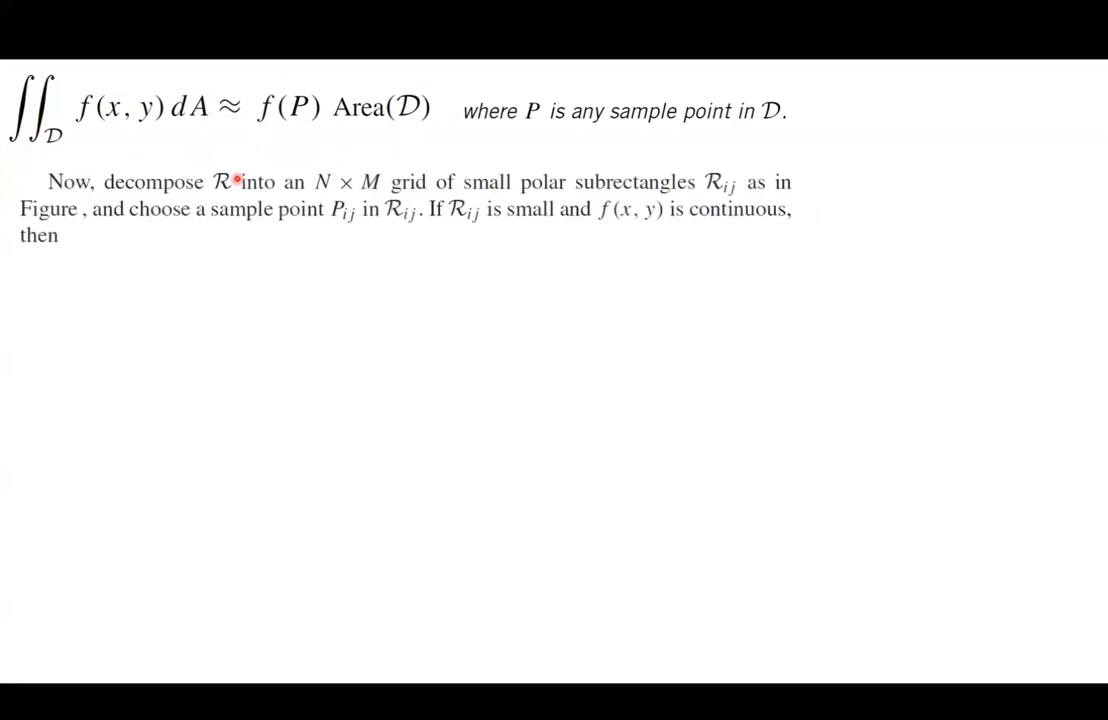 ∬_𝒟 f(x, y) dA ≈ f(P) Area(𝒟) where P is any sample point in 𝒟.
Now, decompose ℛ into an N × M grid of small polar subrectangles ℛ_ij as in
Figure , and choose a sample point P_ij in ℛ_ij. If ℛ_ij is small and f(x, y) is continuous,
then